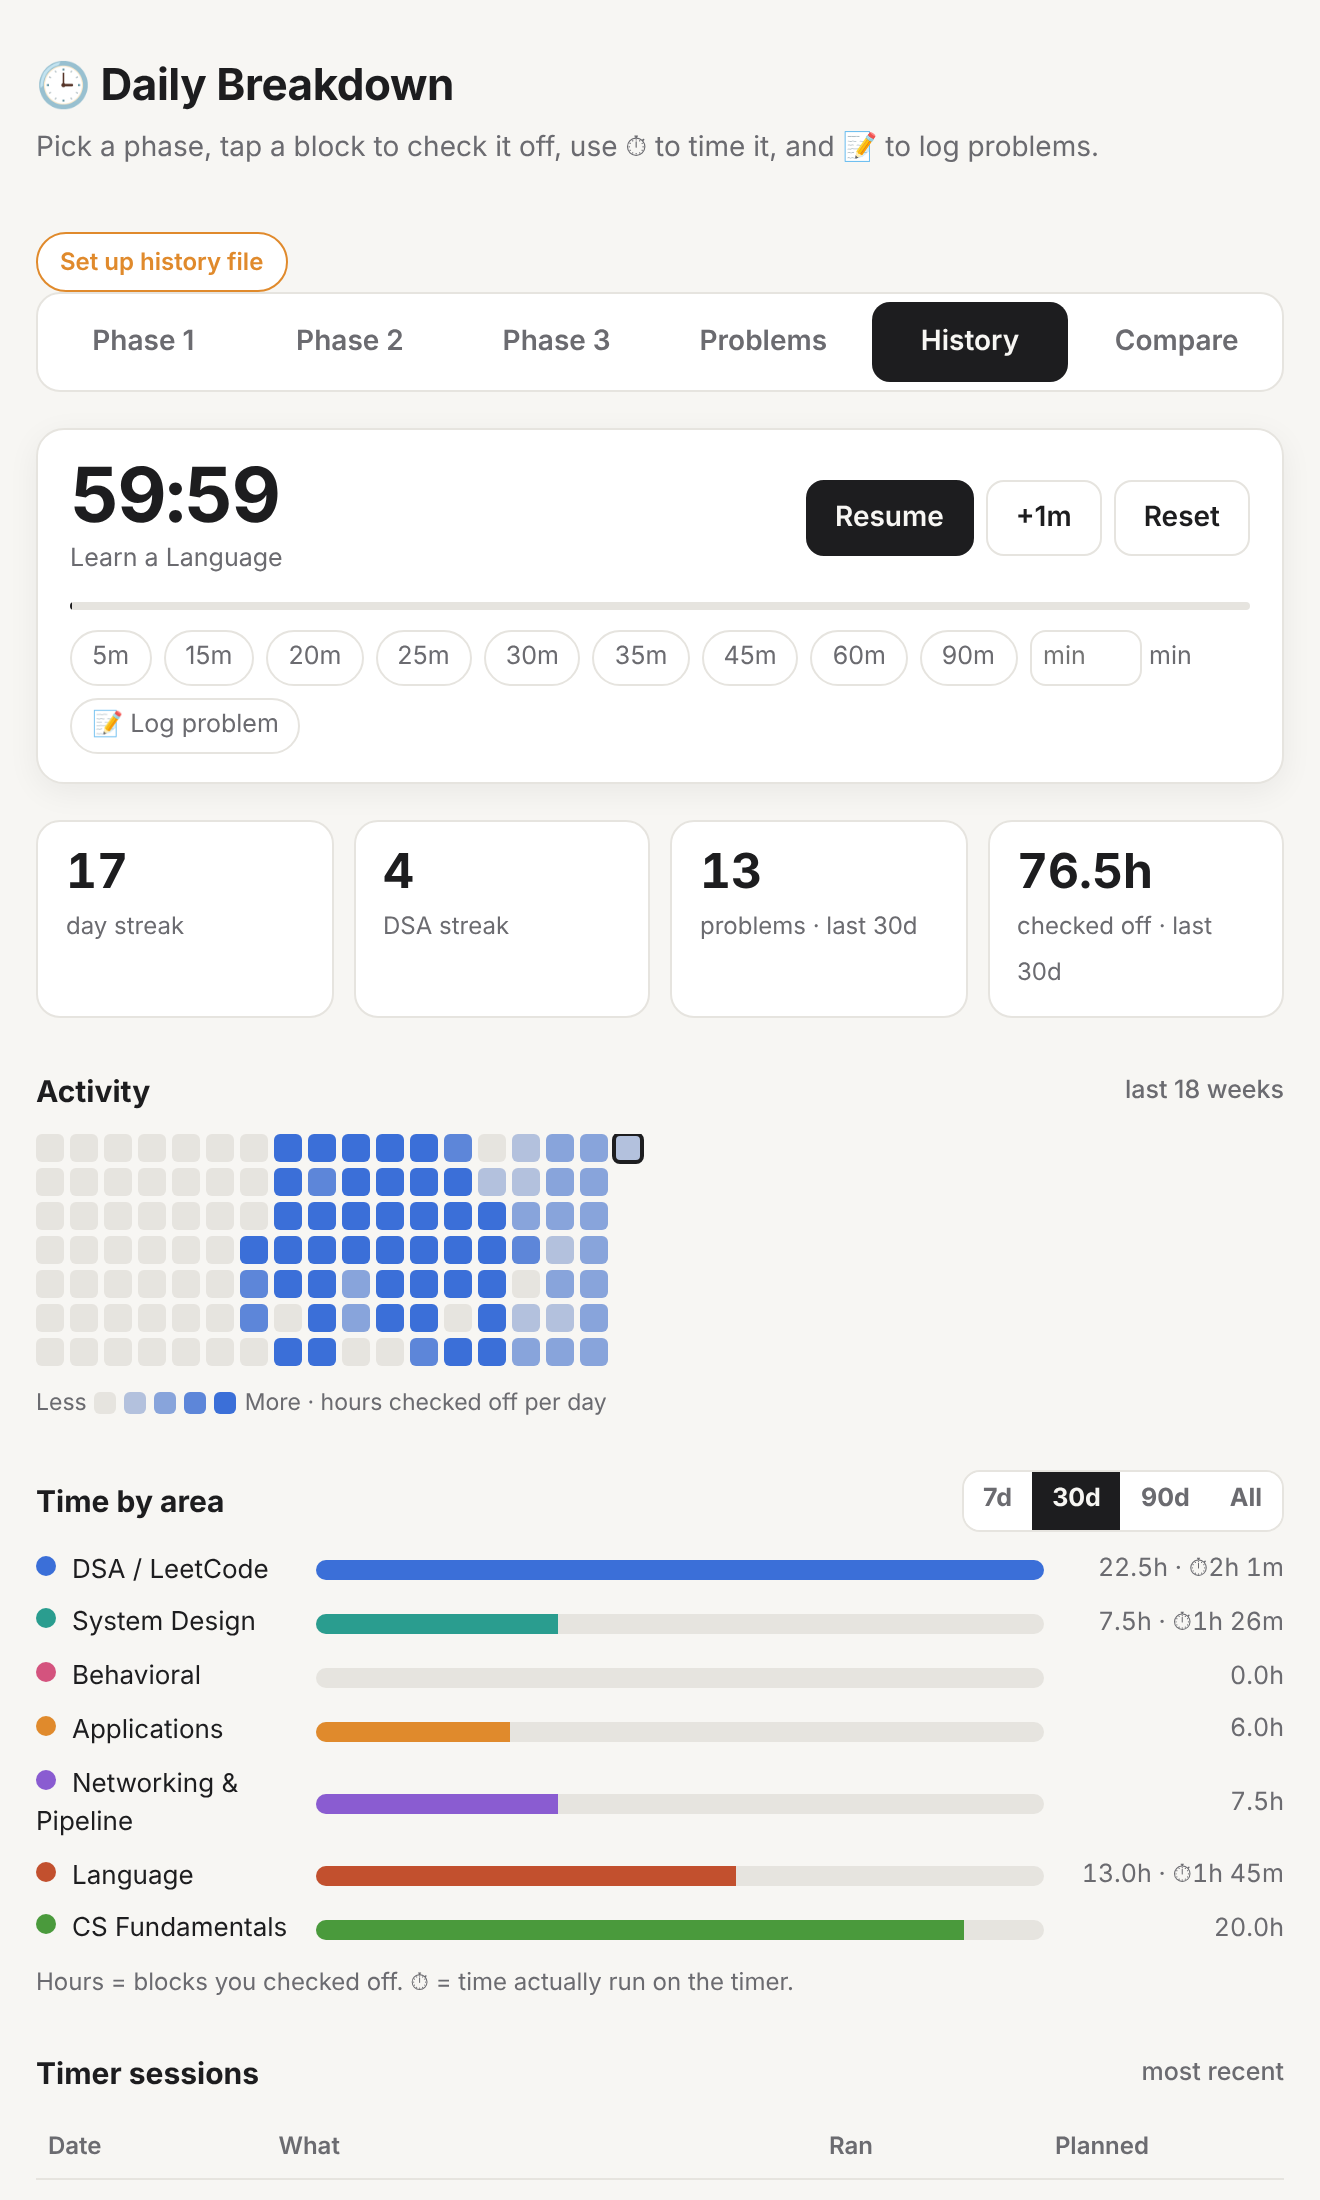 🕒 Daily Breakdown
Pick a phase, tap a block to check it off, use ⏱ to time it, and 📝 to log problems.
Set up history file
Phase 1 Phase 2 Phase 3 Problems History Compare
59:59
Learn a Language
Resume +1m Reset
5m 15m 20m 25m 30m 35m 45m 60m 90m min min
📝 Log problem
17
day streak
4
DSA streak
13
problems · last 30d
76.5h
checked off · last
30d
Activity last 18 weeks
Less More · hours checked off per day
Time by area 7d 30d 90d All
DSA / LeetCode 22.5h · ⏱2h 1m
System Design 7.5h · ⏱1h 26m
Behavioral 0.0h
Applications 6.0h
Networking &
Pipeline 7.5h
Language 13.0h · ⏱1h 45m
CS Fundamentals 20.0h
Hours = blocks you checked off. ⏱ = time actually run on the timer.
Timer sessions most recent
Date What Ran Planned